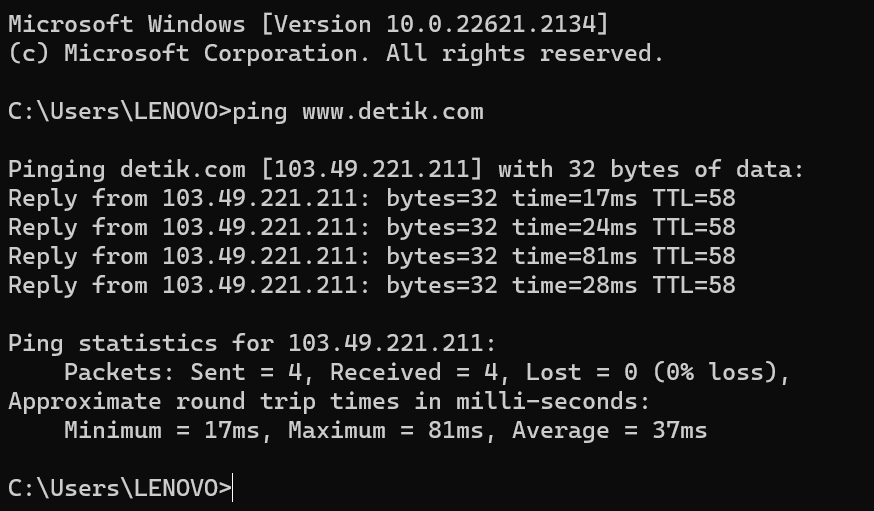 Microsoft Windows [Version 10.0.22621.2134]
(c) Microsoft Corporation. All rights reserved.
C:\Users\LENOVO>ping www.detik.com
Pinging detik.com [103.49.221.211] with 32 bytes of data:
Reply from 103.49.221.211: bytes=32 time=17ms TTL=58
Reply from 103.49.221.211: bytes=32 time=24ms TTL=58
Reply from 103.49.221.211: bytes=32 time=81ms TTL=58
Reply from 103.49.221.211: bytes=32 time=28ms TTL=58
Ping statistics for 103.49.221.211:
    Packets: Sent = 4, Received = 4, Lost = 0 (0% loss),
Approximate round trip times in milli-seconds:
    Minimum = 17ms, Maximum = 81ms, Average = 37ms
C:\Users\LENOVO>